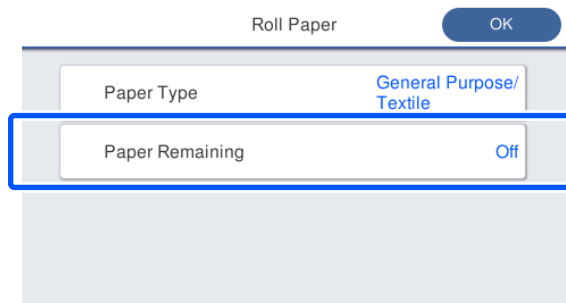 Roll Paper
OK
Paper Type
General Purpose/
Textile
Paper Remaining
Off